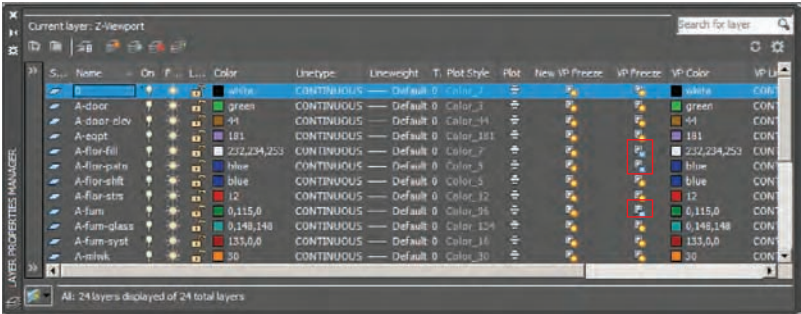 Current layer: Z-Viewport
Search for layer
S... Name On F... L... Color Linetype Lineweight T. Plot Style Plot New VP Freeze VP Freeze VP Color VP Li
0 white CONTINUOUS Default 0 Color_7 white CONT
A-door green CONTINUOUS Default 0 Color_3 green CONT
A-door-elev 44 CONTINUOUS Default 0 Color_44 44 CONT
A-eqpt 181 CONTINUOUS Default 0 Color_181 181 CONT
A-flor-fill 232,234,253 CONTINUOUS Default 0 Color_7 232,234,253 CONT
A-flor-patn blue CONTINUOUS Default 0 Color_5 blue CONT
A-flor-shft blue CONTINUOUS Default 0 Color_5 blue CONT
A-flor-strs 12 CONTINUOUS Default 0 Color_12 12 CONT
A-furn 0,115,0 CONTINUOUS Default 0 Color_96 0,115,0 CONT
A-furn-glass 0,148,148 CONTINUOUS Default 0 Color_134 0,148,148 CONT
A-furn-syst 133,0,0 CONTINUOUS Default 0 Color_16 133,0,0 CONT
A-mlwk 30 CONTINUOUS Default 0 Color_30 30 CONT
LAYER PROPERTIES MANAGER
All: 24 layers displayed of 24 total layers